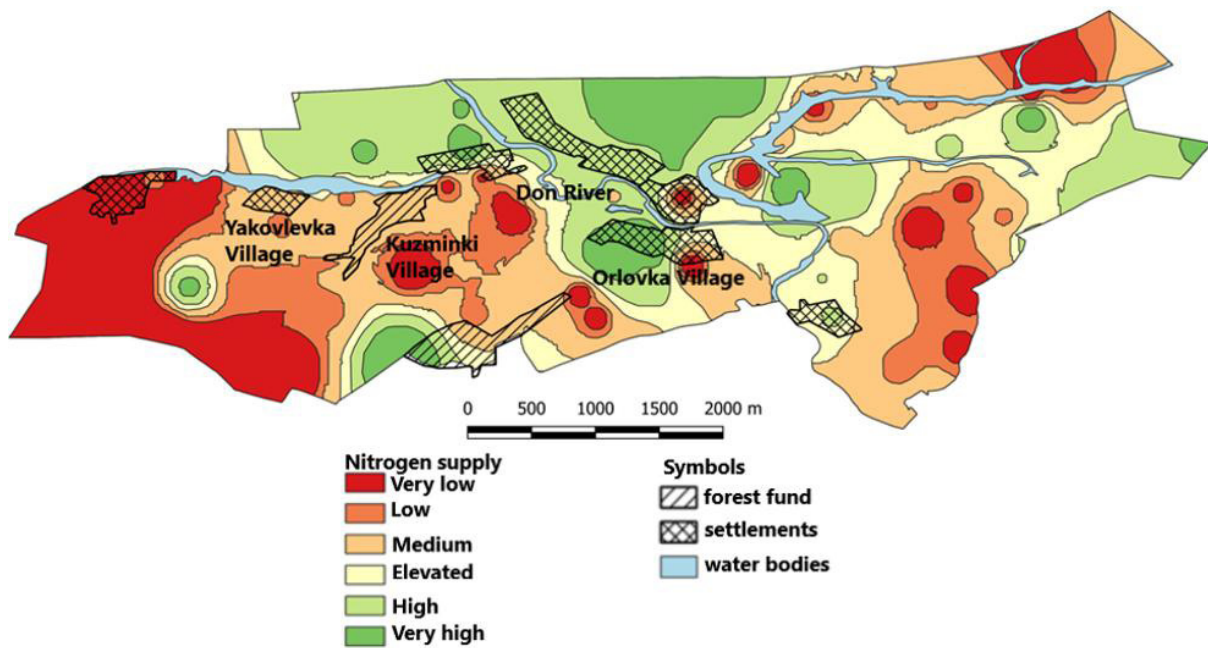 Don River
Yakovlevka
Village
Kuzminki
Village
Orlovka Village
0 500 1000 1500 2000 m
Nitrogen supply
Very low
Low
Medium
Elevated
High
Very high
Symbols
forest fund
settlements
water bodies